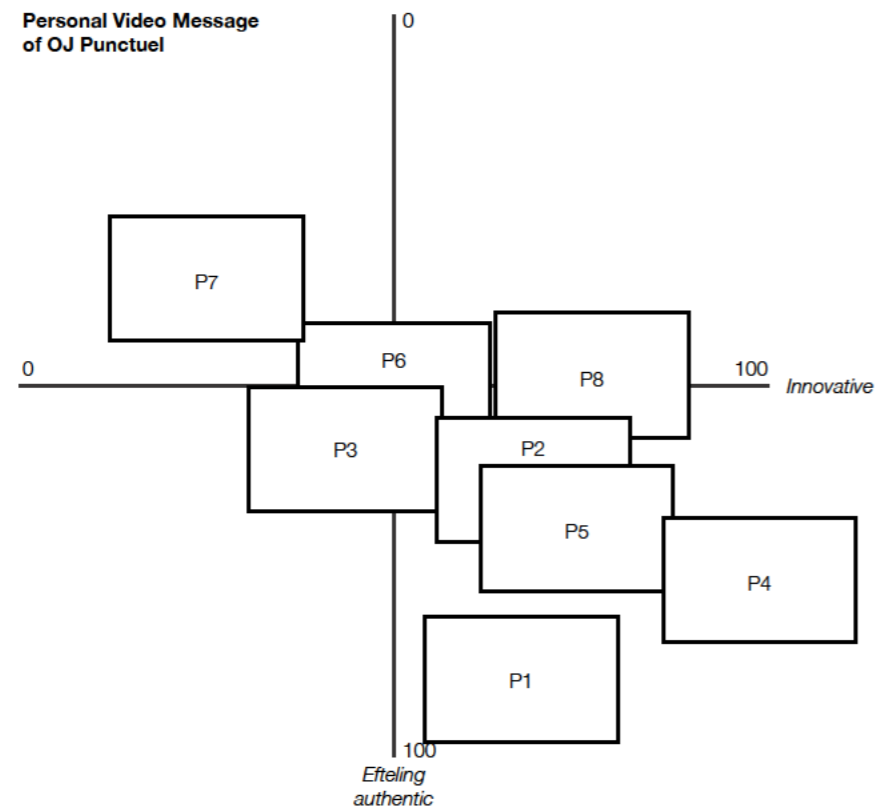 Personal Video Message
of OJ Punctuel
0
P7
P6
0
100
Innovative
P8
P3
P2
P5
P4
P1
100
Efteling
authentic